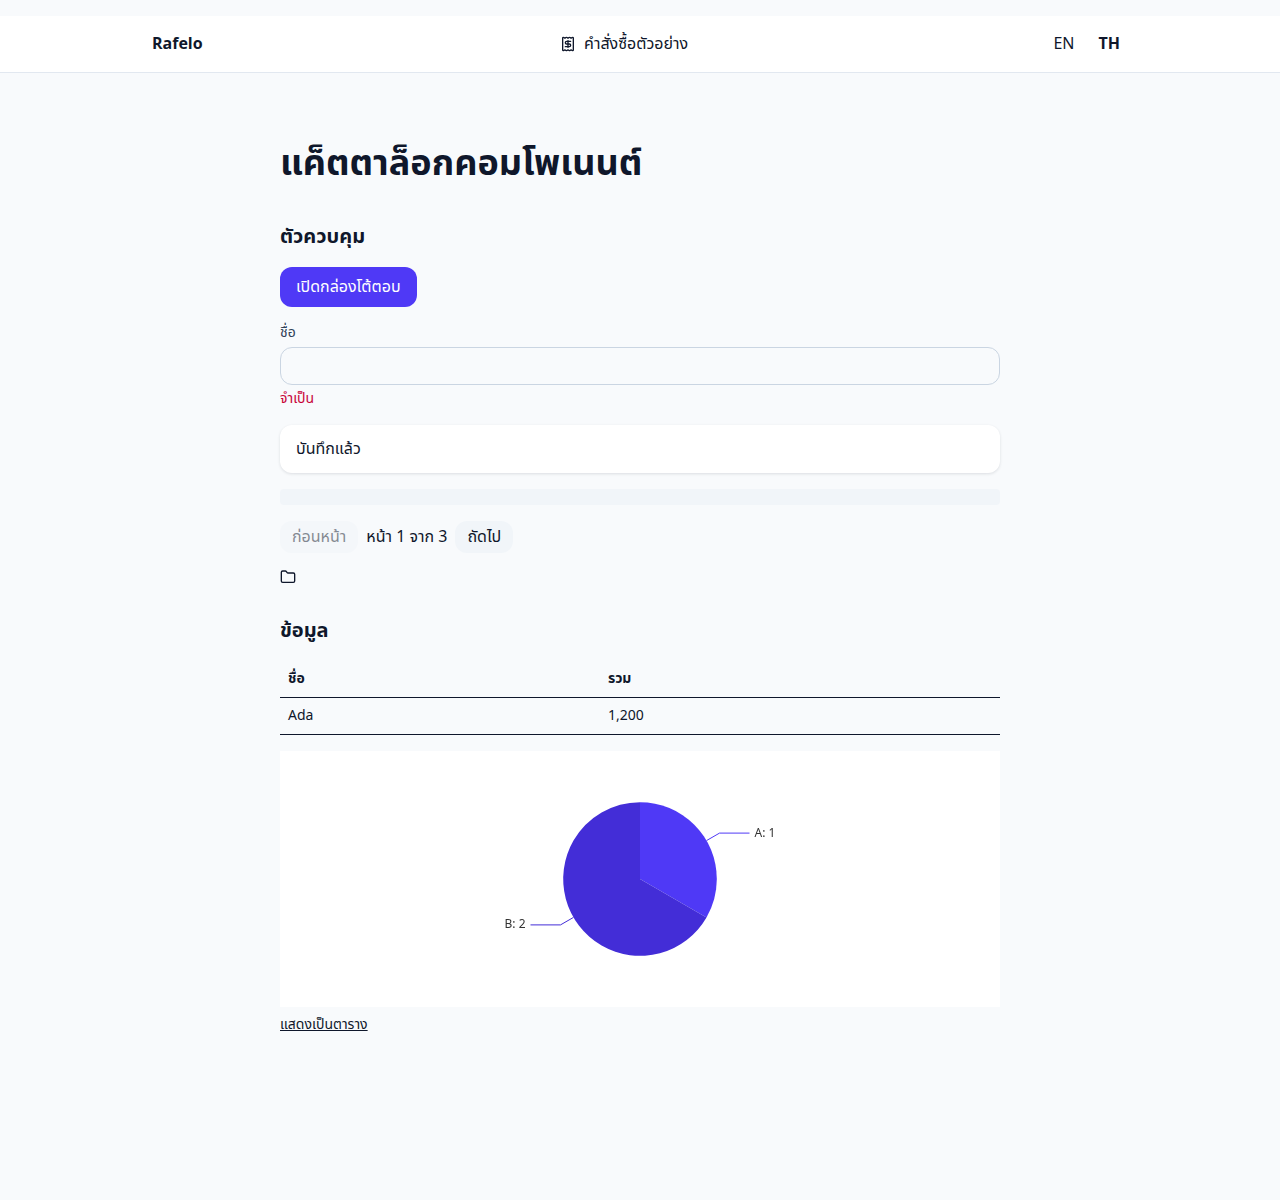 Rafelo
คำสั่งซื้อตัวอย่าง
EN TH
แค็ตตาล็อกคอมโพเนนต์
ตัวควบคุม
เปิดกล่องโต้ตอบ
ชื่อ
จำเป็น
บันทึกแล้ว
ก่อนหน้า หน้า 1 จาก 3 ถัดไป
ข้อมูล
ชื่อ รวม
Ada 1,200
A: 1
B: 2
แสดงเป็นตาราง